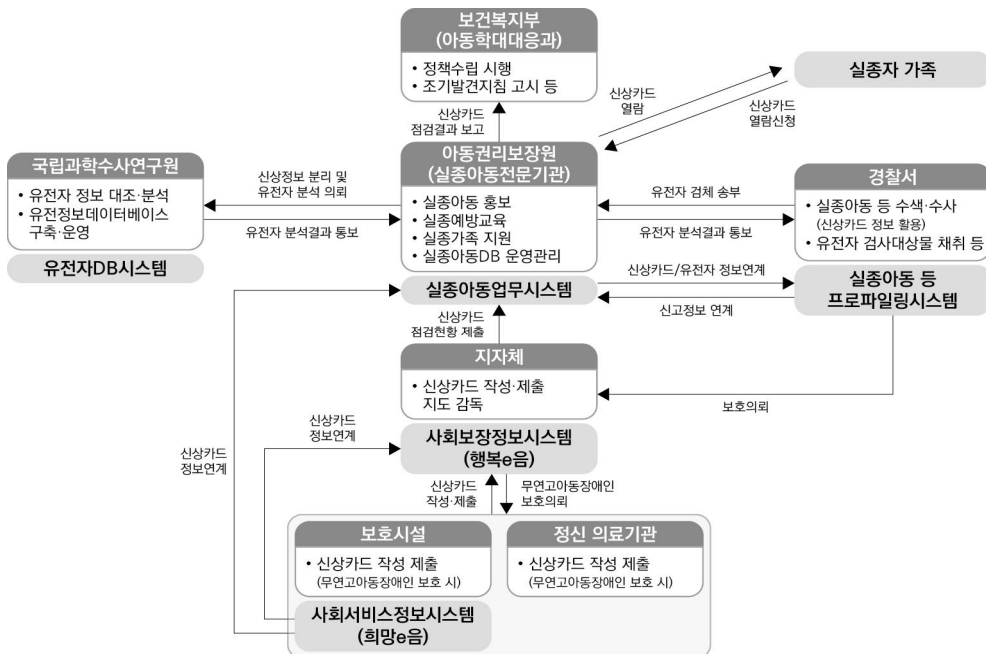 보건복지부
(아동학대대응과)
• 정책수립 시행
• 조기발견지침 고시 등
실종자 가족
신상카드
열람
신상카드
열람신청
신상카드
점검결과 보고
국립과학수사연구원
• 유전자 정보 대조·분석
• 유전정보데이터베이스
구축·운영
유전자DB시스템
신상정보 분리 및
유전자 분석 의뢰
유전자 분석결과 통보
아동권리보장원
(실종아동전문기관)
• 실종아동 홍보
• 실종예방교육
• 실종가족 지원
• 실종아동DB 운영관리
실종아동업무시스템
유전자 검체 송부
유전자 분석결과 통보
경찰서
• 실종아동 등 수색·수사
(신상카드 정보 활용)
• 유전자 검사대상물 채취 등
실종아동 등
프로파일링시스템
신상카드/유전자 정보연계
신고정보 연계
신상카드
점검현황 제출
지자체
• 신상카드 작성·제출
지도 감독
보호의뢰
사회보장정보시스템
(행복e음)
신상카드
정보연계
신상카드
정보연계
신상카드
작성·제출
무연고아동장애인
보호의뢰
보호시설
• 신상카드 작성 제출
(무연고아동장애인 보호 시)
정신 의료기관
• 신상카드 작성 제출
(무연고아동장애인 보호 시)
사회서비스정보시스템
(희망e음)